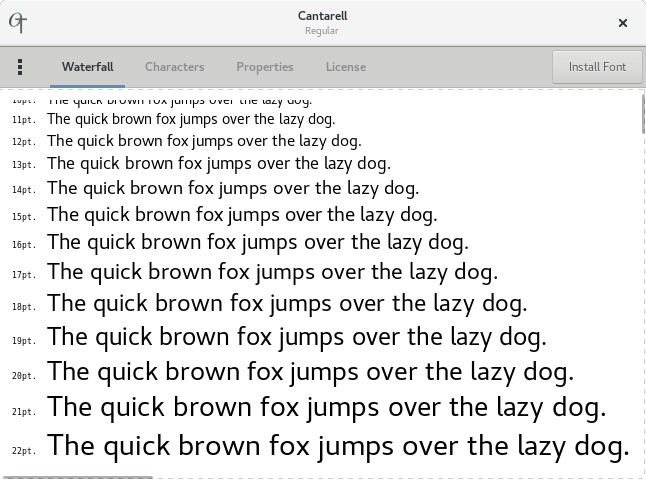 Cantarell
Regular
Waterfall Characters Properties License Install Font
10pt. The quick brown fox jumps over the lazy dog.
11pt. The quick brown fox jumps over the lazy dog.
12pt. The quick brown fox jumps over the lazy dog.
13pt. The quick brown fox jumps over the lazy dog.
14pt. The quick brown fox jumps over the lazy dog.
15pt. The quick brown fox jumps over the lazy dog.
16pt. The quick brown fox jumps over the lazy dog.
17pt. The quick brown fox jumps over the lazy dog.
18pt. The quick brown fox jumps over the lazy dog.
19pt. The quick brown fox jumps over the lazy dog.
20pt. The quick brown fox jumps over the lazy dog.
21pt. The quick brown fox jumps over the lazy dog.
22pt. The quick brown fox jumps over the lazy dog.